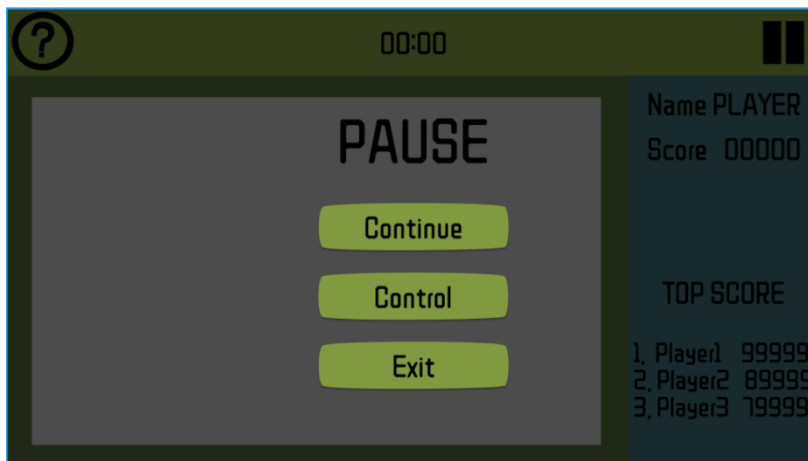 ?
00:00
Name PLAYER
Score 00000
PAUSE
Continue
Control
Exit
TOP SCORE
1. Player1 99999
2. Player2 89999
3. Player3 79999